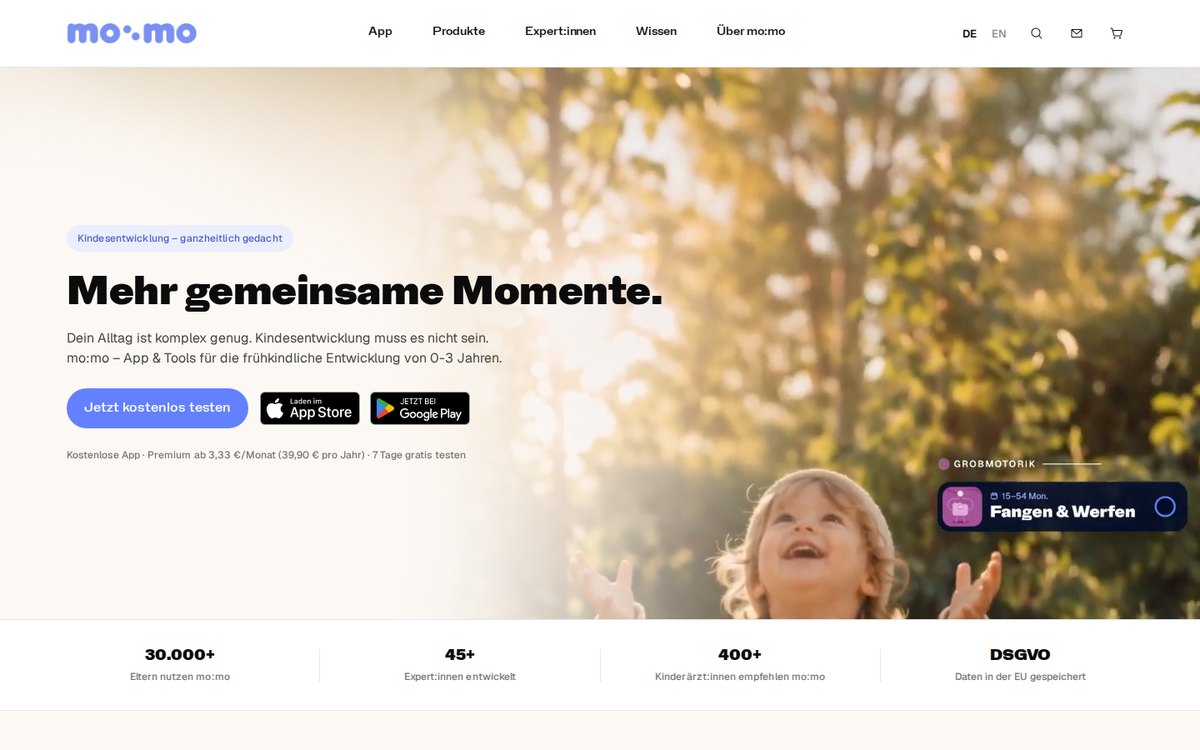 mo:mo
App
Produkte
Expert:innen
Wissen
Über mo:mo
DE
EN
Kindesentwicklung – ganzheitlich gedacht
Mehr gemeinsame Momente.
Dein Alltag ist komplex genug. Kindesentwicklung muss es nicht sein.
mo:mo – App & Tools für die frühkindliche Entwicklung von 0-3 Jahren.
Jetzt kostenlos testen
Laden im
App Store
JETZT BEI
Google Play
Kostenlose App · Premium ab 3,33 €/Monat (39,90 € pro Jahr) · 7 Tage gratis testen
GROBMOTORIK
15–54 Mon.
Fangen & Werfen
30.000+
Eltern nutzen mo:mo
45+
Expert:innen entwickelt
400+
Kinderärzt:innen empfehlen mo:mo
DSGVO
Daten in der EU gespeichert